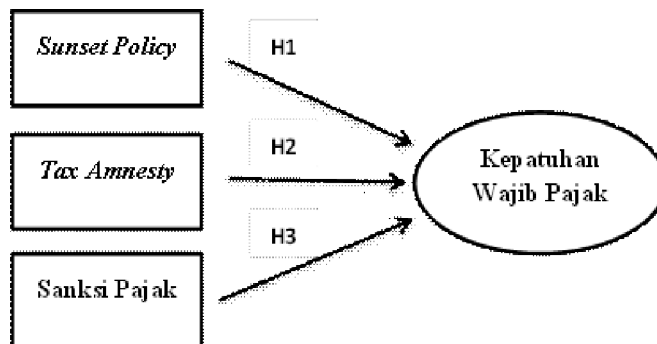 Sunset Policy
H1
Tax Amnesty
H2
Kepatuhan
Wajib Pajak
H3
Sanksi Pajak